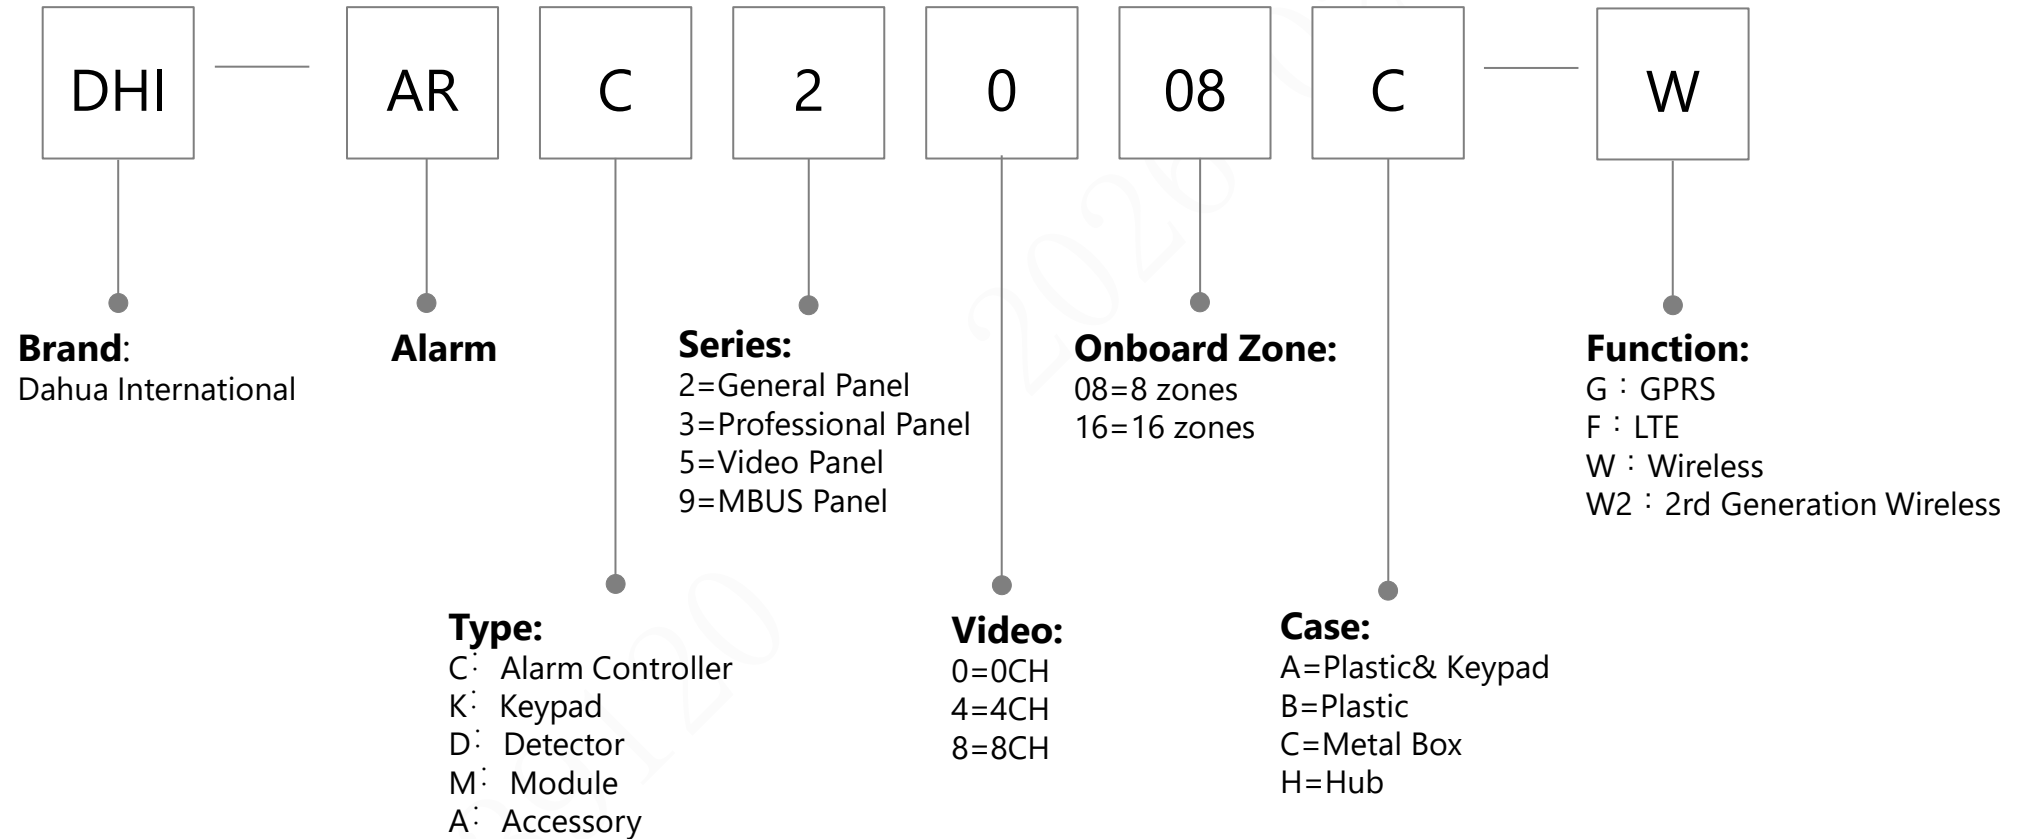 DHI AR C 2 0 08 C W
Brand:
Dahua International
Alarm
Series:
2=General Panel
3=Professional Panel
5=Video Panel
9=MBUS Panel
Onboard Zone:
08=8 zones
16=16 zones
Function:
G：GPRS
F：LTE
W：Wireless
W2：2rd Generation Wireless
Type:
C： Alarm Controller
K： Keypad
D： Detector
M： Module
A： Accessory
Video:
0=0CH
4=4CH
8=8CH
Case:
A=Plastic& Keypad
B=Plastic
C=Metal Box
H=Hub